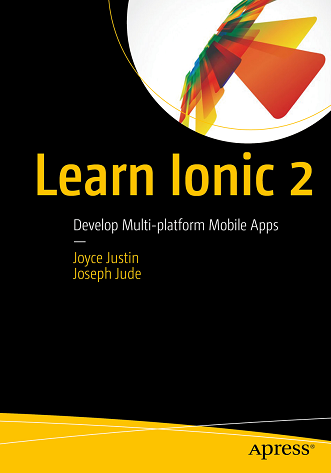 Learn Ionic 2
Develop Multi-platform Mobile Apps
—
Joyce Justin
Joseph Jude
Apress®